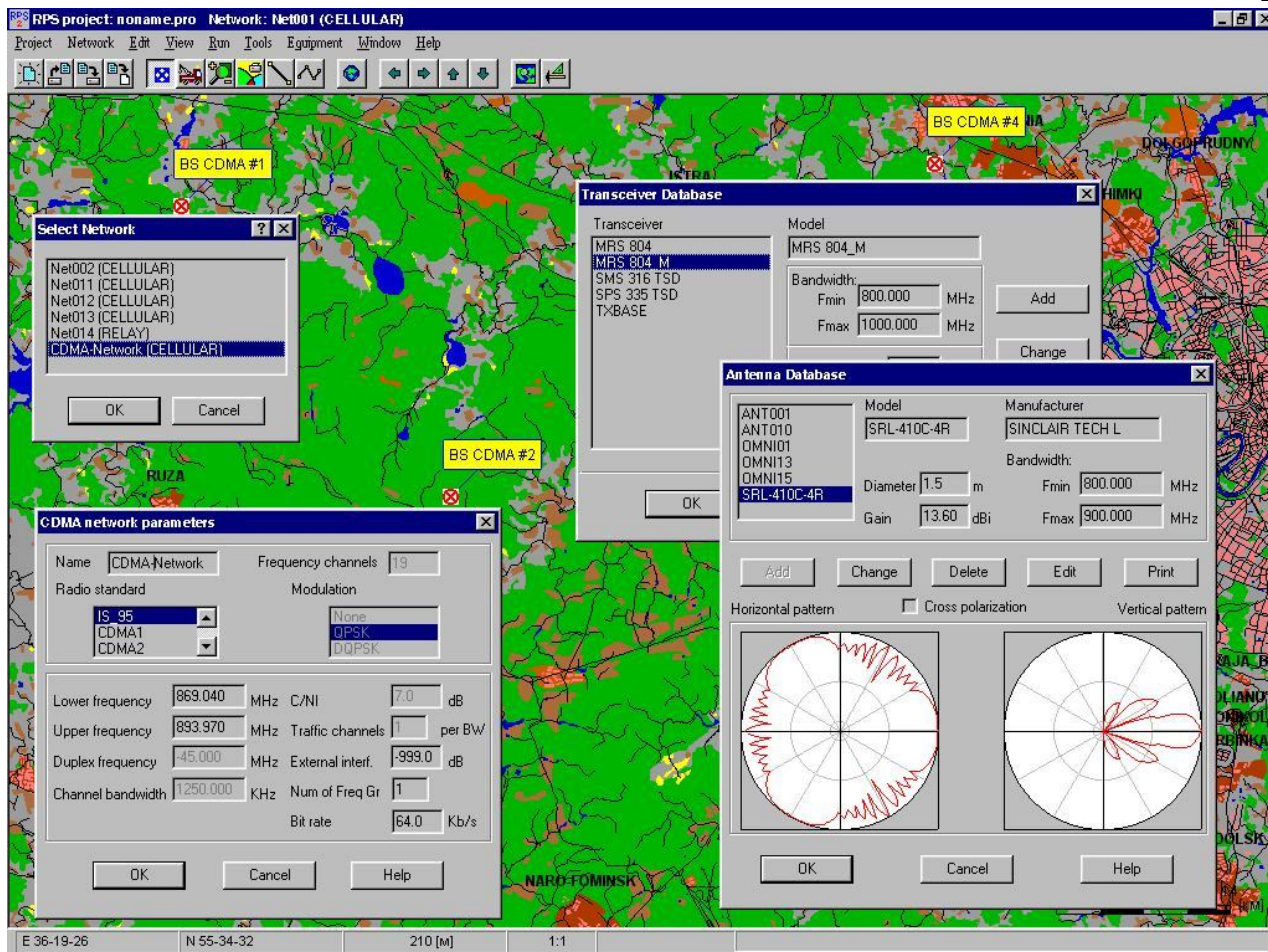 RPS project: noname.pro Network: Net001 (CELLULAR)
Project Network Edit View Run Tools Equipment Window Help
BS CDMA #1
BS CDMA #4
DOLGOPRUDNY
ISTRA
HIMKI
Select Network
Net002 (CELLULAR)
Net011 (CELLULAR)
Net012 (CELLULAR)
Net013 (CELLULAR)
Net014 (RELAY)
CDMA-Network (CELLULAR)
OK Cancel
Transceiver Database
Transceiver Model
MRS 804
MRS 804_M
SMS 316 TSD
SPS 335 TSD
TXBASE
MRS 804_M
Bandwidth:
Fmin 800.000 MHz
Fmax 1000.000 MHz
Add
Change
OK
BS CDMA #2
RUZA
Antenna Database
ANT001
ANT010
OMNI01
OMNI13
OMNI15
SRL-410C-4R
Model Manufacturer
SRL-410C-4R SINCLAIR TECH L
Bandwidth:
Diameter 1.5 m Fmin 800.000 MHz
Gain 13.60 dBi Fmax 900.000 MHz
Add Change Delete Edit Print
Horizontal pattern Cross polarization Vertical pattern
OK Cancel Help
CDMA network parameters
Name CDMA-Network Frequency channels 19
Radio standard Modulation
IS_95
CDMA1
CDMA2
None
QPSK
DQPSK
Lower frequency 869.040 MHz C/NI 7.0 dB
Upper frequency 893.970 MHz Traffic channels 1 per BW
Duplex frequency -45.000 MHz External interf. -999.0 dB
Channel bandwidth 1250.000 KHz Num of Freq Gr 1
Bit rate 64.0 Kb/s
OK Cancel Help
NARO-FOMINSK
E 36-19-26 N 55-34-32 210 [м] 1:1